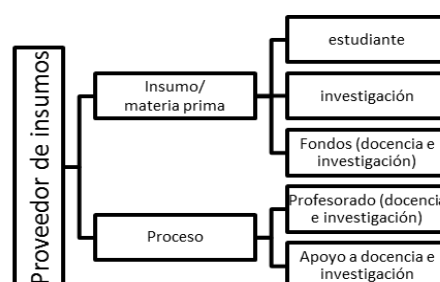 Proveedor de insumos
Insumo/
materia prima
estudiante
investigación
Fondos (docencia e
investigación)
Proceso
Profesorado (docencia
e investigación)
Apoyo a docencia e
investigación